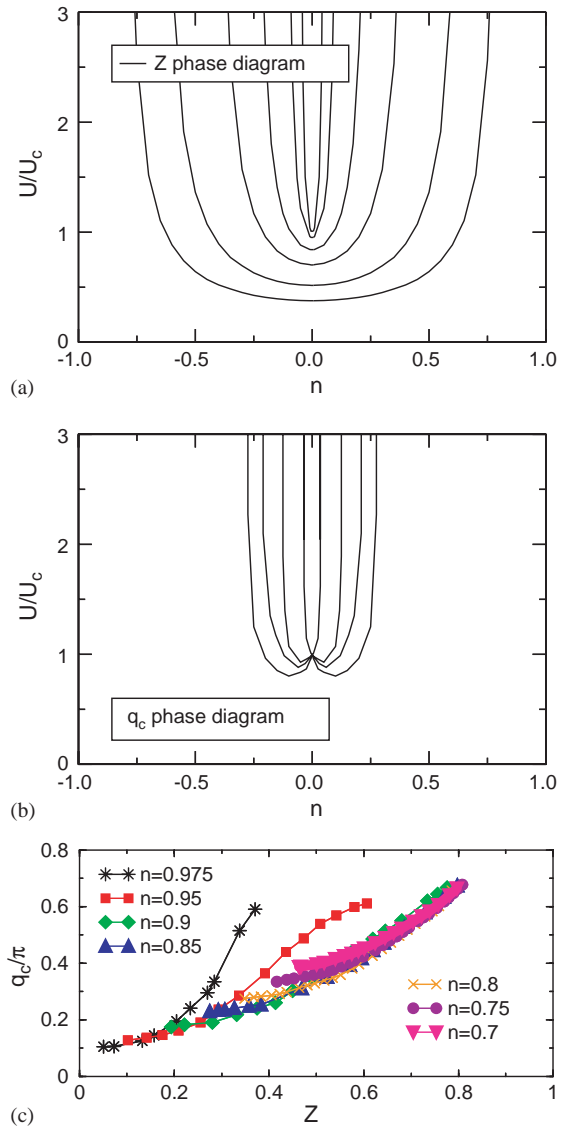 3
2
1
0
U/U_c
Z phase diagram
-1.0 -0.5 0.0 0.5 1.0
(a)
n
3
2
1
0
U/U_c
q_c phase diagram
-1.0 -0.5 0.0 0.5 1.0
(b)
n
0.8
0.6
0.4
0.2
0
q_c/π
n=0.975
n=0.95
n=0.9
n=0.85
n=0.8
n=0.75
n=0.7
0 0.2 0.4 0.6 0.8 1
(c)
Z